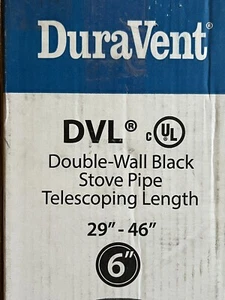 DuraVent®
DVL® c UL
Double-Wall Black
Stove Pipe
Telescoping Length
29” - 46”
6”